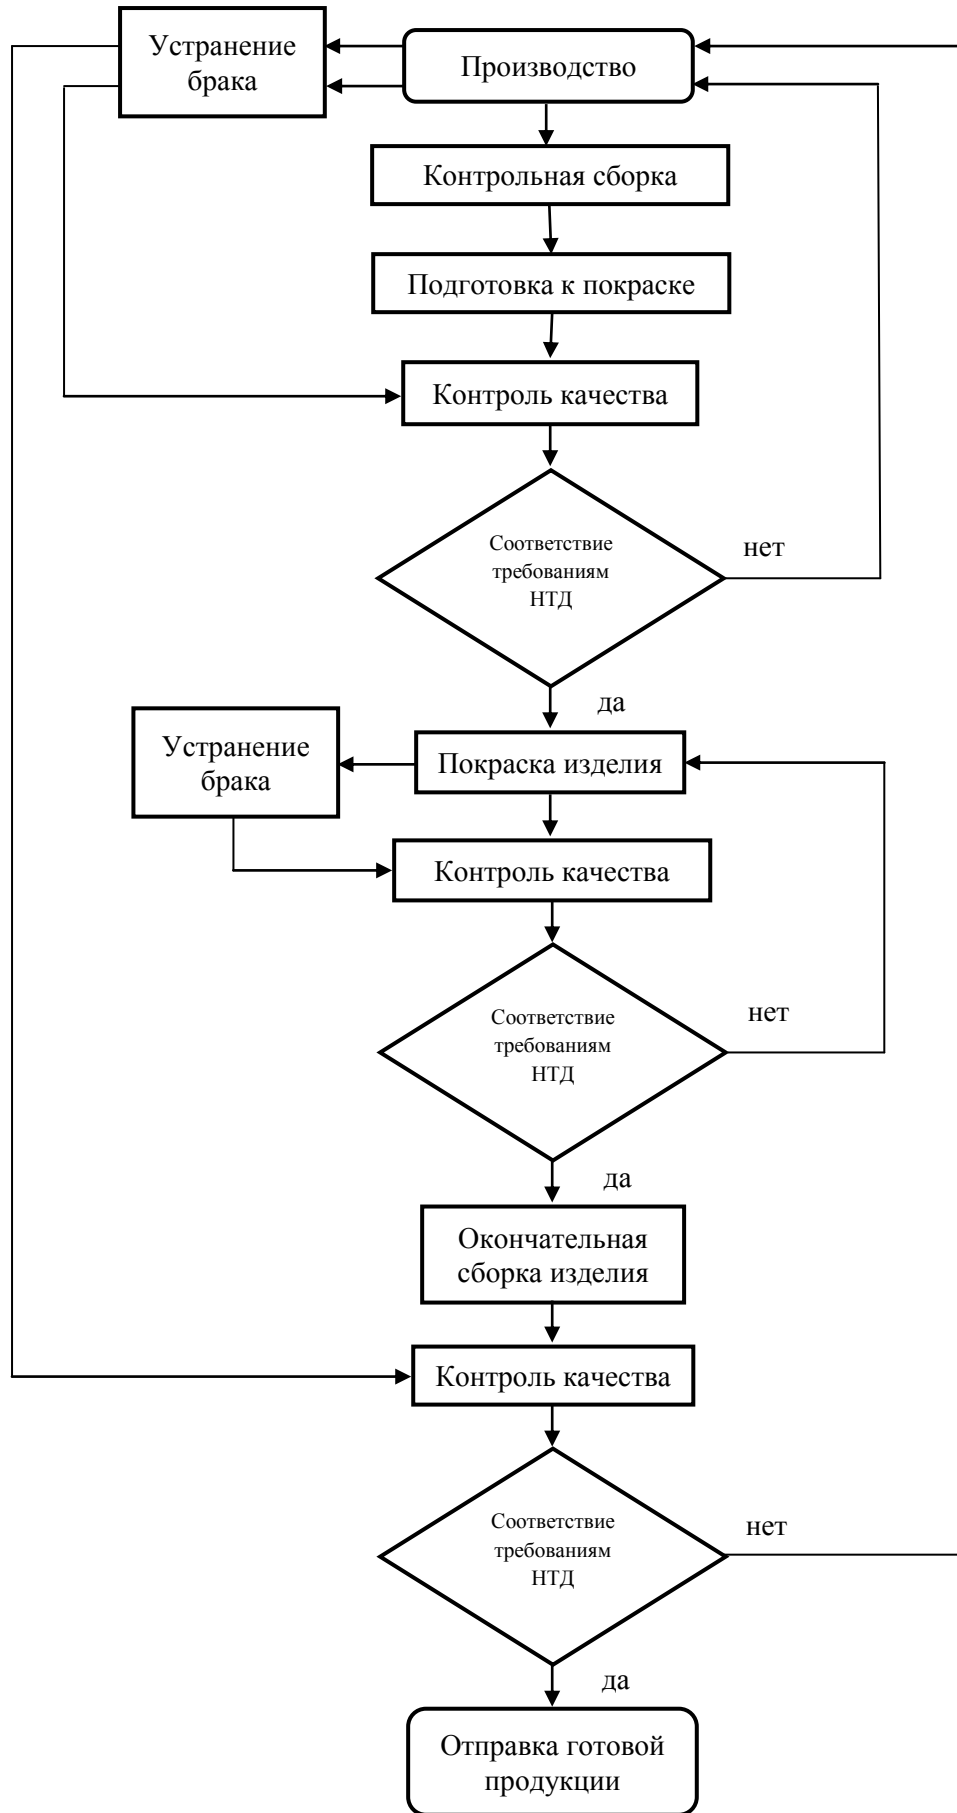 Устранение
брака
Производство
Контрольная сборка
Подготовка к покраске
Контроль качества
Соответствие
требованиям
НТД
нет
да
Устранение
брака
Покраска изделия
Контроль качества
Соответствие
требованиям
НТД
нет
да
Окончательная
сборка изделия
Контроль качества
Соответствие
требованиям
НТД
нет
да
Отправка готовой
продукции